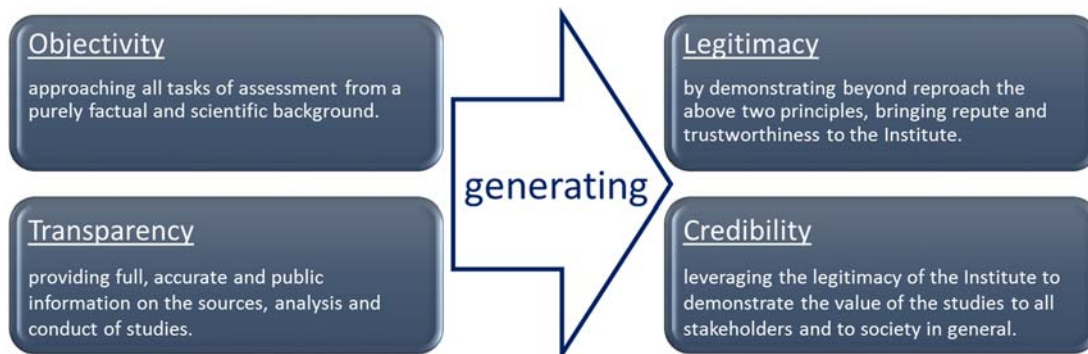 Objectivity
approaching all tasks of assessment from a
purely factual and scientific background.
Transparency
providing full, accurate and public
information on the sources, analysis and
conduct of studies.
generating
Legitimacy
by demonstrating beyond reproach the
above two principles, bringing repute and
trustworthiness to the Institute.
Credibility
leveraging the legitimacy of the Institute to
demonstrate the value of the studies to all
stakeholders and to society in general.